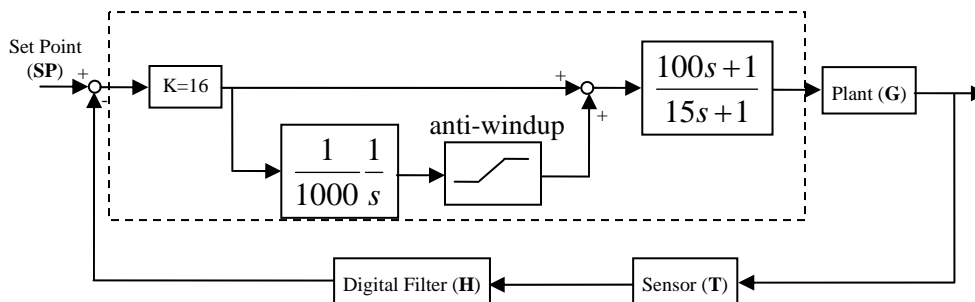 Set Point
(SP)
+
-
K=16
+
+
100s+1
15s+1
Plant (G)
anti-windup
1 1
1000 s
Digital Filter (H)
Sensor (T)